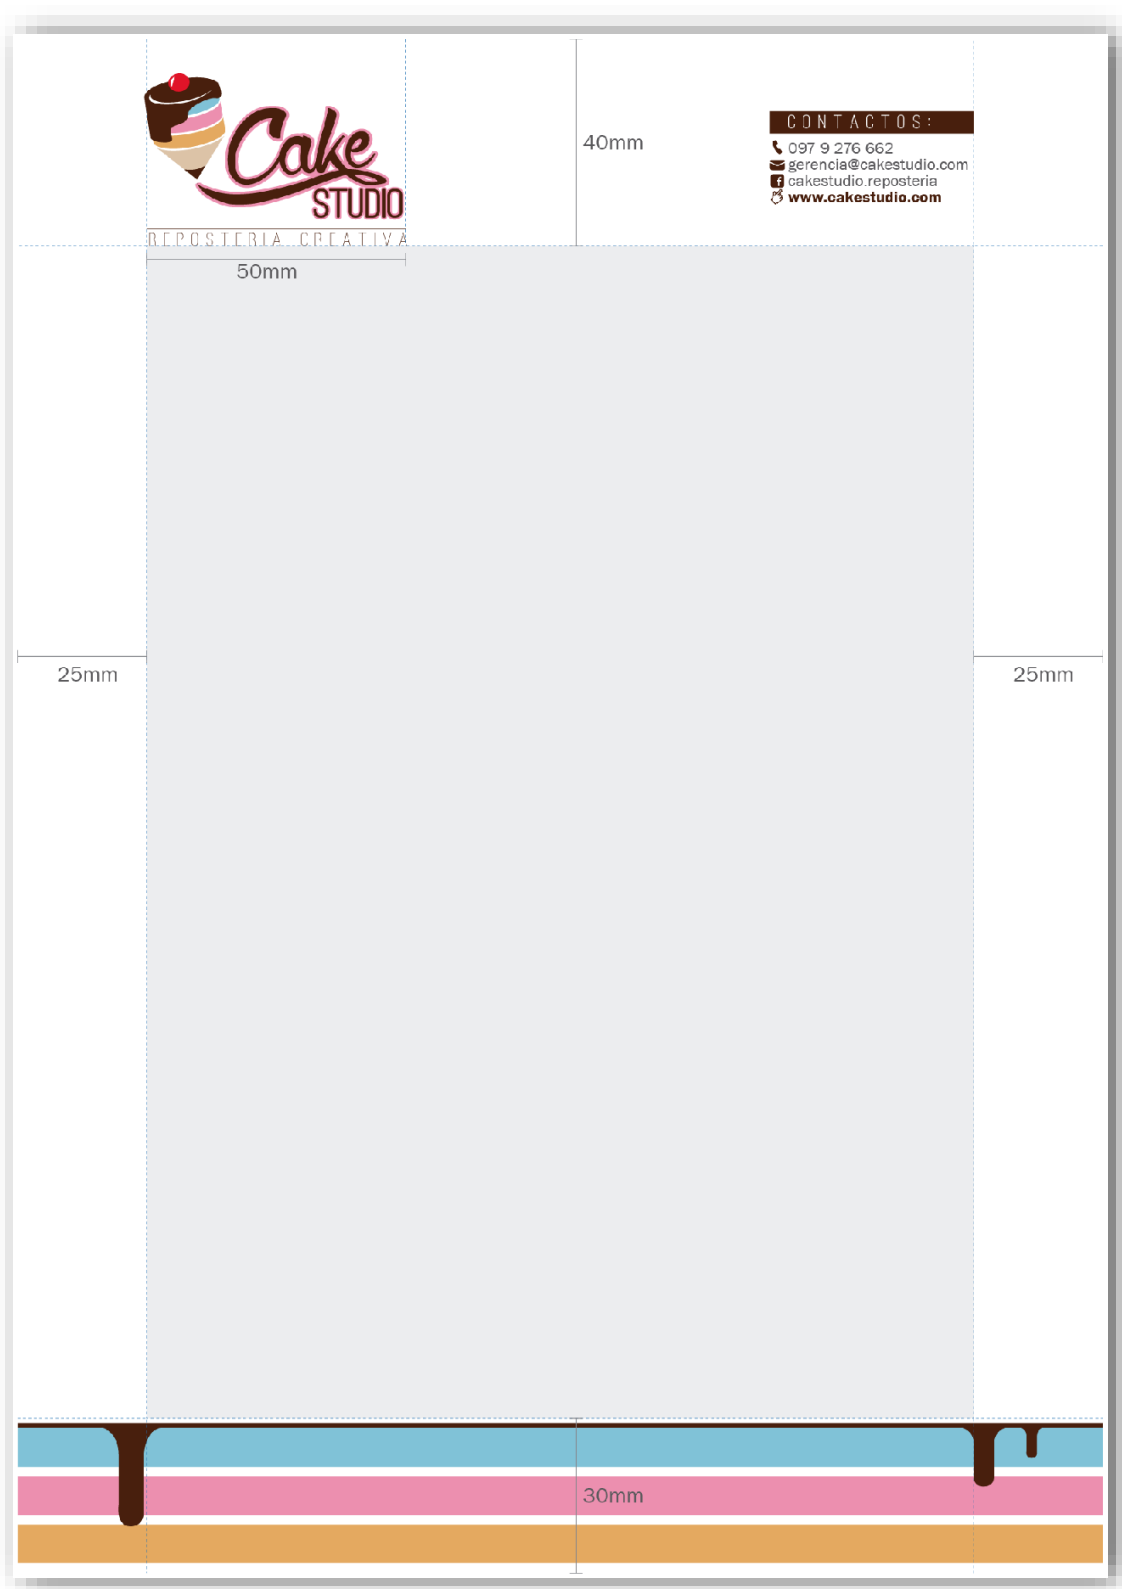 Cake
STUDIO
REPOSTERIA CREATIVA
50mm
40mm
CONTACTOS:
097 9 276 662
gerencia@cakestudio.com
cakestudio.reposteria
www.cakestudio.com
25mm
25mm
30mm